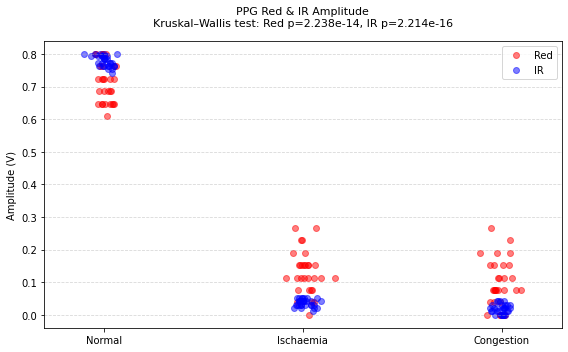 PPG Red & IR Amplitude
Kruskal–Wallis test: Red p=2.238e-14, IR p=2.214e-16
Red
IR
Amplitude (V)
0.8
0.7
0.6
0.5
0.4
0.3
0.2
0.1
0.0
Normal
Ischaemia
Congestion